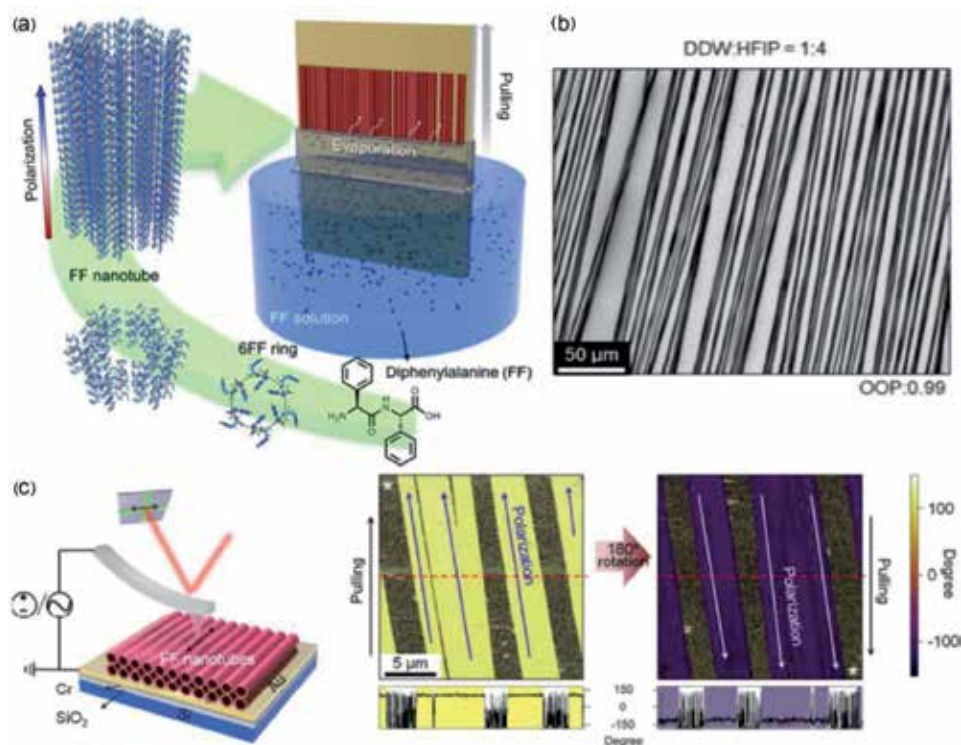 (a)
Polarization
FF nanotube
Evaporation
Pulling
FF solution
6FF ring
Diphenylalanine (FF)
H₂N
H
N
O
O
OH
(b)
DDW:HFIP = 1:4
50 μm
OOP:0.99
(c)
FF nanotubes
Au
Cr
SiO₂
Si
Pulling
Polarization
5 μm
180°
rotation
Polarization
Pulling
100
0
-100
Degree
150
0
-150
Degree